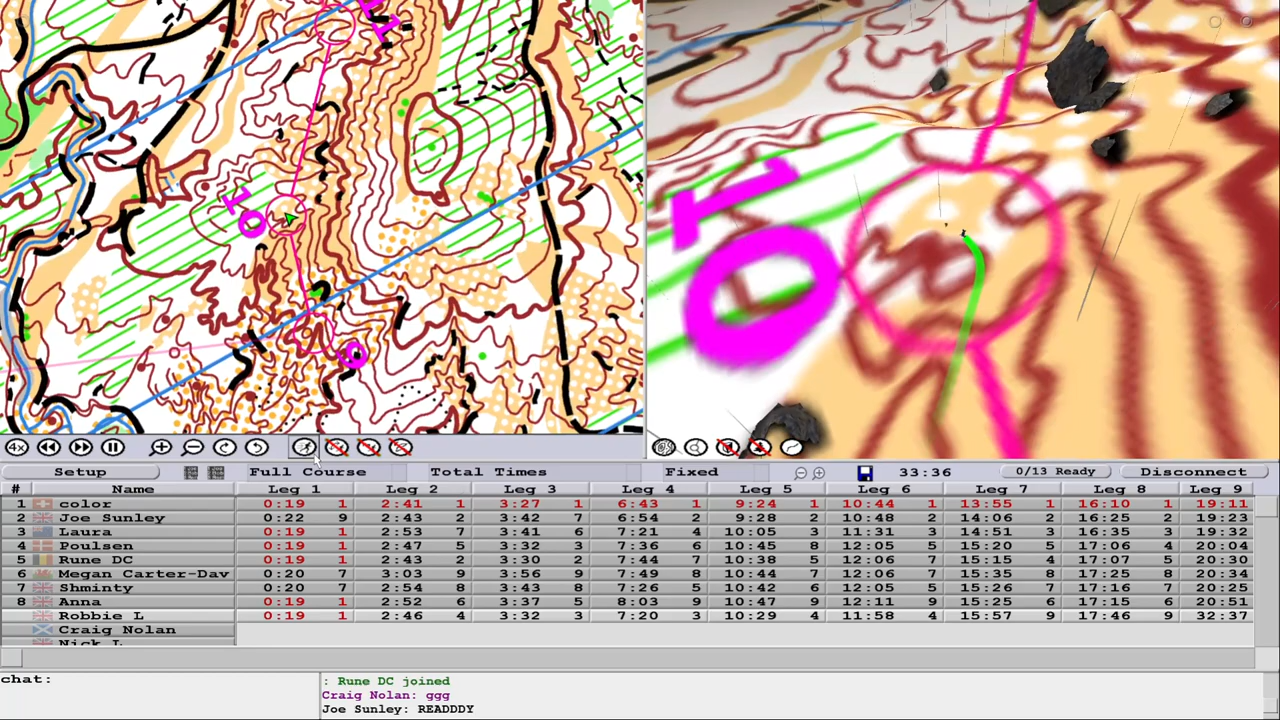 11
10
9
10
4x
Setup Full Course Total Times Fixed 33:36 0/13 Ready Disconnect
# Name Leg 1 Leg 2 Leg 3 Leg 4 Leg 5 Leg 6 Leg 7 Leg 8 Leg 9
1 color 0:19 1 2:41 1 3:27 1 6:43 1 9:24 1 10:44 1 13:55 1 16:10 1 19:11
2 Joe Sunley 0:22 9 2:43 2 3:42 7 6:54 2 9:28 2 10:48 2 14:06 2 16:25 2 19:23
3 Laura 0:19 1 2:53 7 3:41 6 7:21 4 10:05 3 11:31 3 14:51 3 16:35 3 19:32
4 Poulsen 0:19 1 2:47 5 3:32 3 7:36 6 10:45 8 12:05 5 15:20 5 17:06 4 20:04
5 Rune DC 0:19 1 2:43 2 3:30 2 7:44 7 10:38 5 12:06 7 15:15 4 17:07 5 20:30
6 Megan Carter-Dav 0:20 7 3:03 9 3:56 9 7:49 8 10:44 7 12:06 7 15:35 8 17:25 8 20:34
7 Shminty 0:20 7 2:54 8 3:43 8 7:26 5 10:42 6 12:05 5 15:26 7 17:16 7 20:25
8 Anna 0:19 1 2:52 6 3:37 5 8:03 9 10:47 9 12:11 9 15:25 6 17:15 6 20:51
Robbie L 0:19 1 2:46 4 3:32 3 7:20 3 10:29 4 11:58 4 15:57 9 17:46 9 32:37
Craig Nolan
Nick L
chat:
: Rune DC joined
Craig Nolan: ggg
Joe Sunley: READDDY